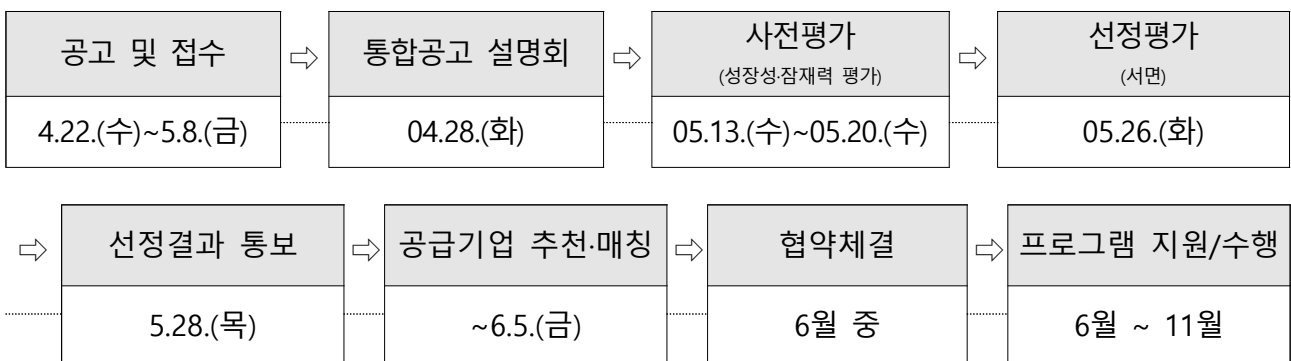 공고 및 접수 ⇨ 통합공고 설명회 ⇨ 사전평가 ⇨ 선정평가
(성장성·잠재력 평가) (서면)
4.22.(수)~5.8.(금) 04.28.(화) 05.13.(수)~05.20.(수) 05.26.(화)
⇨ 선정결과 통보 ⇨ 공급기업 추천·매칭 ⇨ 협약체결 ⇨ 프로그램 지원/수행
5.28.(목) ~6.5.(금) 6월 중 6월 ~ 11월